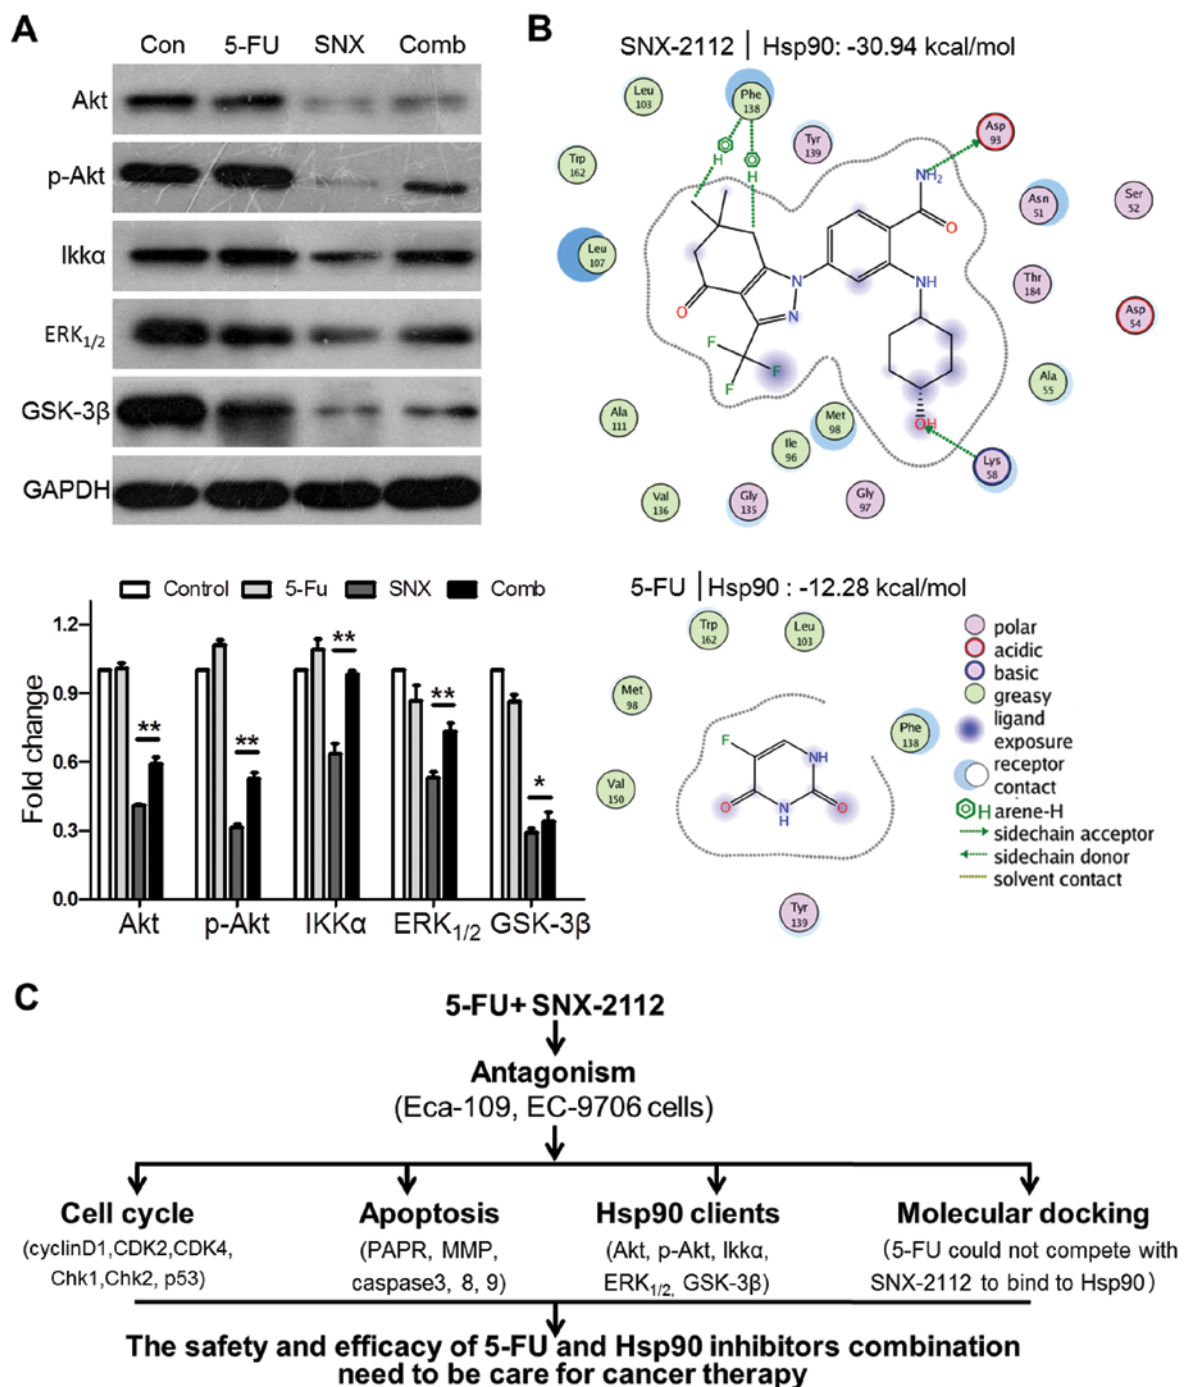 A
Con 5-FU SNX Comb
Akt
p-Akt
Ikkα
ERK1/2
GSK-3β
GAPDH
Control 5-Fu SNX Comb
Fold change
1.2
0.9
0.6
0.3
0.0
** ** ** ** *
Akt p-Akt IKKα ERK1/2 GSK-3β
B
SNX-2112 | Hsp90: -30.94 kcal/mol
Leu
103
Phe
138
Tyr
139
Asp
93
Trp
162
H
H
NH2
Asn
51
Ser
52
O
Leu
107
Thr
184
N
NH
O
N
Asp
54
F
F
F
Ala
55
Ala
111
Met
98
OH
Ile
96
Lys
58
Val
136
Gly
135
Gly
97
5-FU | Hsp90 : -12.28 kcal/mol
Trp
162
Leu
103
Met
98
Phe
138
F
NH
Val
150
O
N
H
O
Tyr
139
polar
acidic
basic
greasy
ligand
exposure
receptor
contact
H arene-H
sidechain acceptor
sidechain donor
solvent contact
C
5-FU+ SNX-2112
Antagonism
(Eca-109, EC-9706 cells)
Cell cycle
(cyclinD1,CDK2,CDK4,
Chk1,Chk2, p53)
Apoptosis
(PAPR, MMP,
caspase3, 8, 9)
Hsp90 clients
(Akt, p-Akt, Ikkα,
ERK1/2, GSK-3β)
Molecular docking
(5-FU could not compete with
SNX-2112 to bind to Hsp90)
The safety and efficacy of 5-FU and Hsp90 inhibitors combination
need to be care for cancer therapy